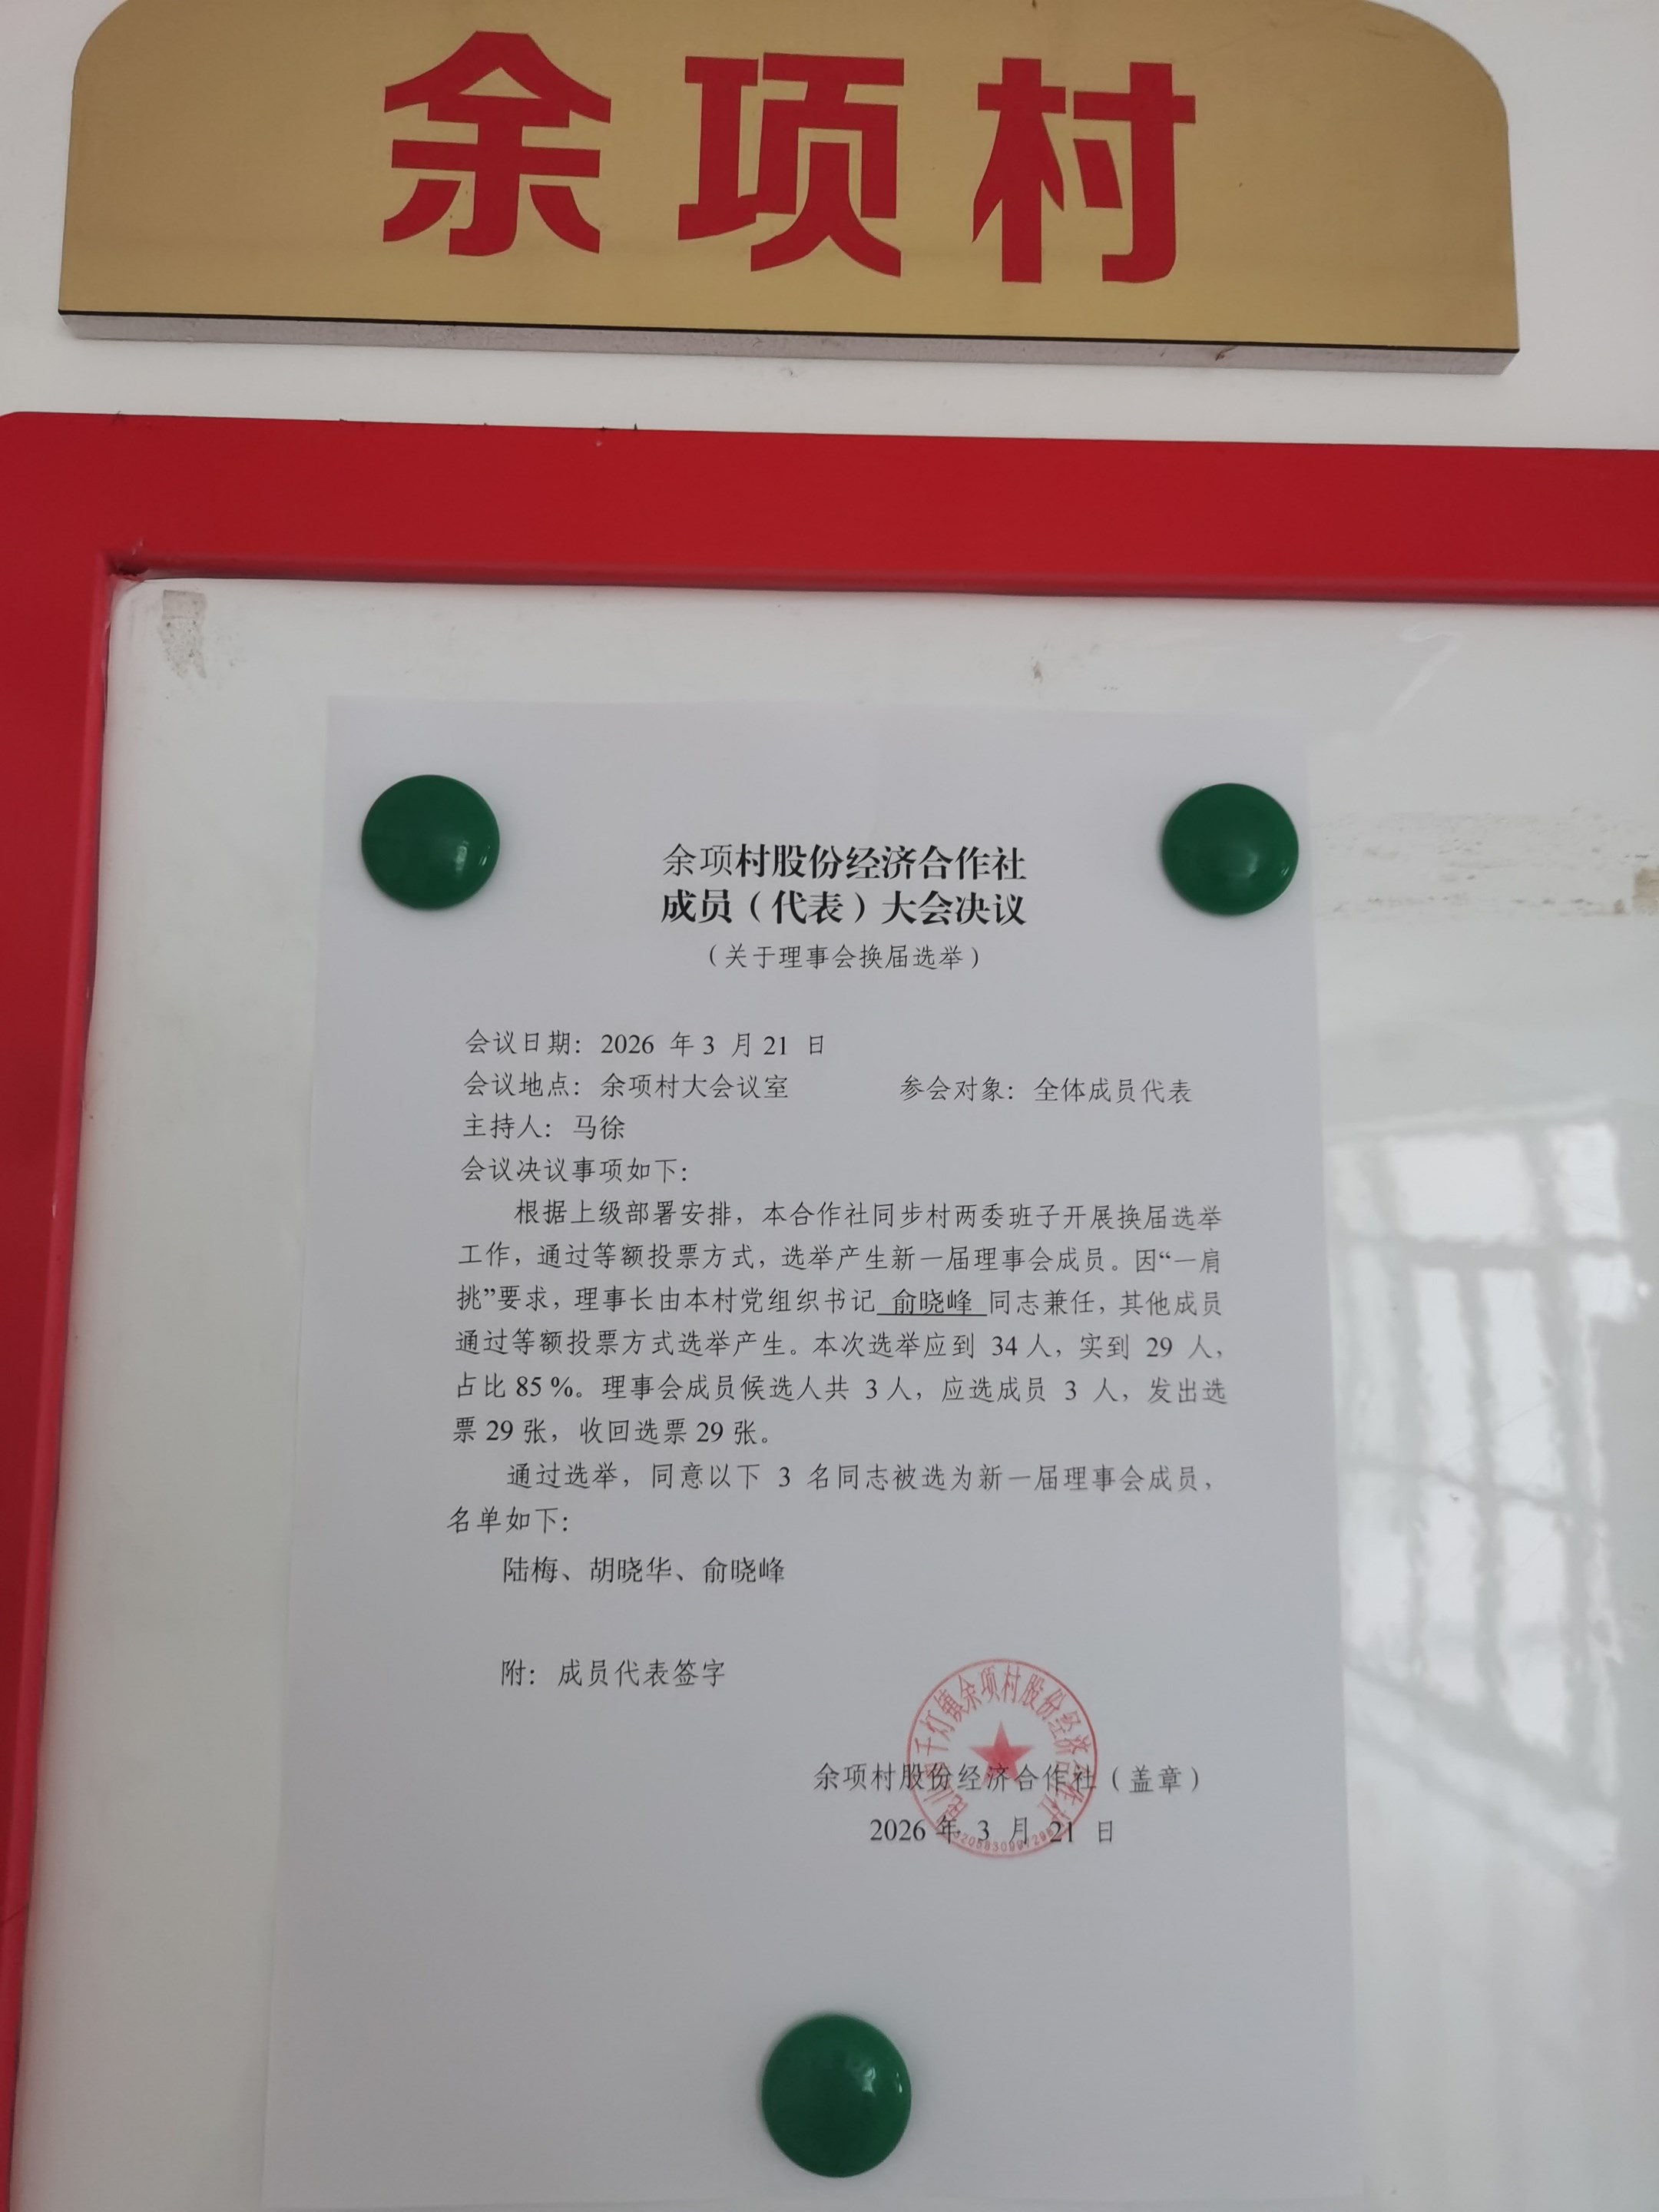 余项村
余项村股份经济合作社
成员（代表）大会决议
（关于理事会换届选举）
会议日期：2026 年 3 月 21 日
会议地点：余项村大会议室 参会对象：全体成员代表
主持人：马徐
会议决议事项如下：
根据上级部署安排，本合作社同步村两委班子开展换届选举
工作，通过等额投票方式，选举产生新一届理事会成员。因“一肩
挑”要求，理事长由本村党组织书记 俞晓峰 同志兼任，其他成员
通过等额投票方式选举产生。本次选举应到 34 人，实到 29 人，
占比 85 %。理事会成员候选人共 3 人，应选成员 3 人，发出选
票 29 张，收回选票 29 张。
通过选举，同意以下 3 名同志被选为新一届理事会成员，
名单如下：
陆梅、胡晓华、俞晓峰
附：成员代表签字
千灯镇余项村股份经济合作社
余项村股份经济合作社（盖章）
2026 年 3 月 21 日